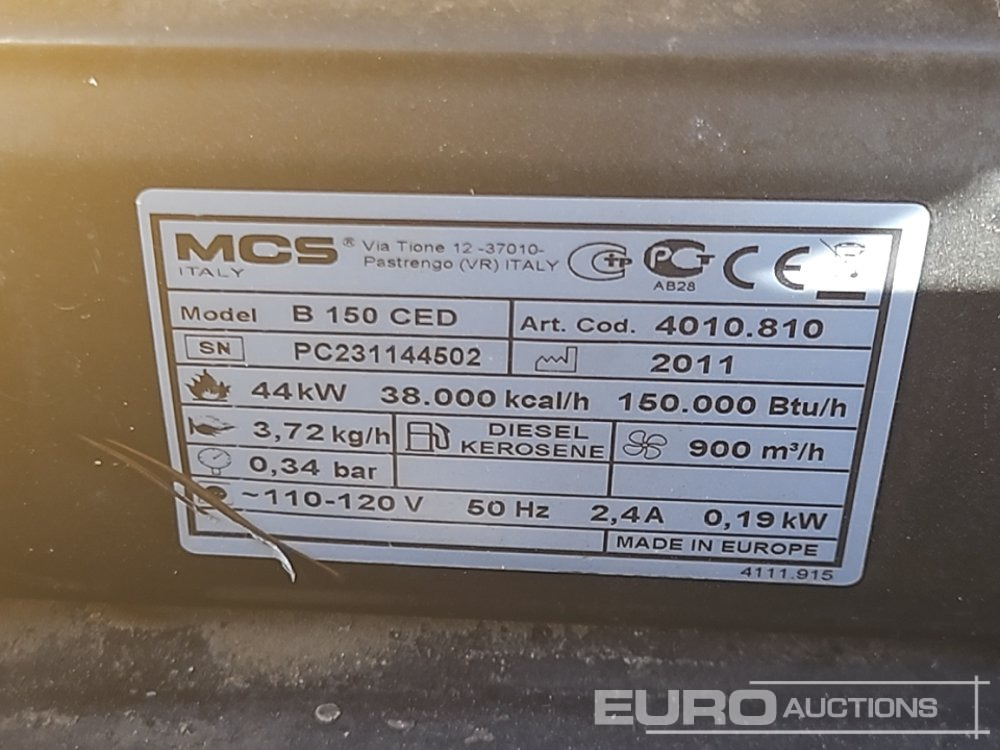 MCS® Via Tione 12 -37010-
ITALY Pastrengo (VR) ITALY
AB28
Model B 150 CED Art. Cod. 4010.810
SN PC231144502 2011
44kW 38.000 kcal/h 150.000 Btu/h
3,72 kg/h DIESEL KEROSENE 900 m³/h
0,34 bar
~110-120 V 50 Hz 2,4A 0,19 kW
MADE IN EUROPE
4111.915
EURO AUCTIONS